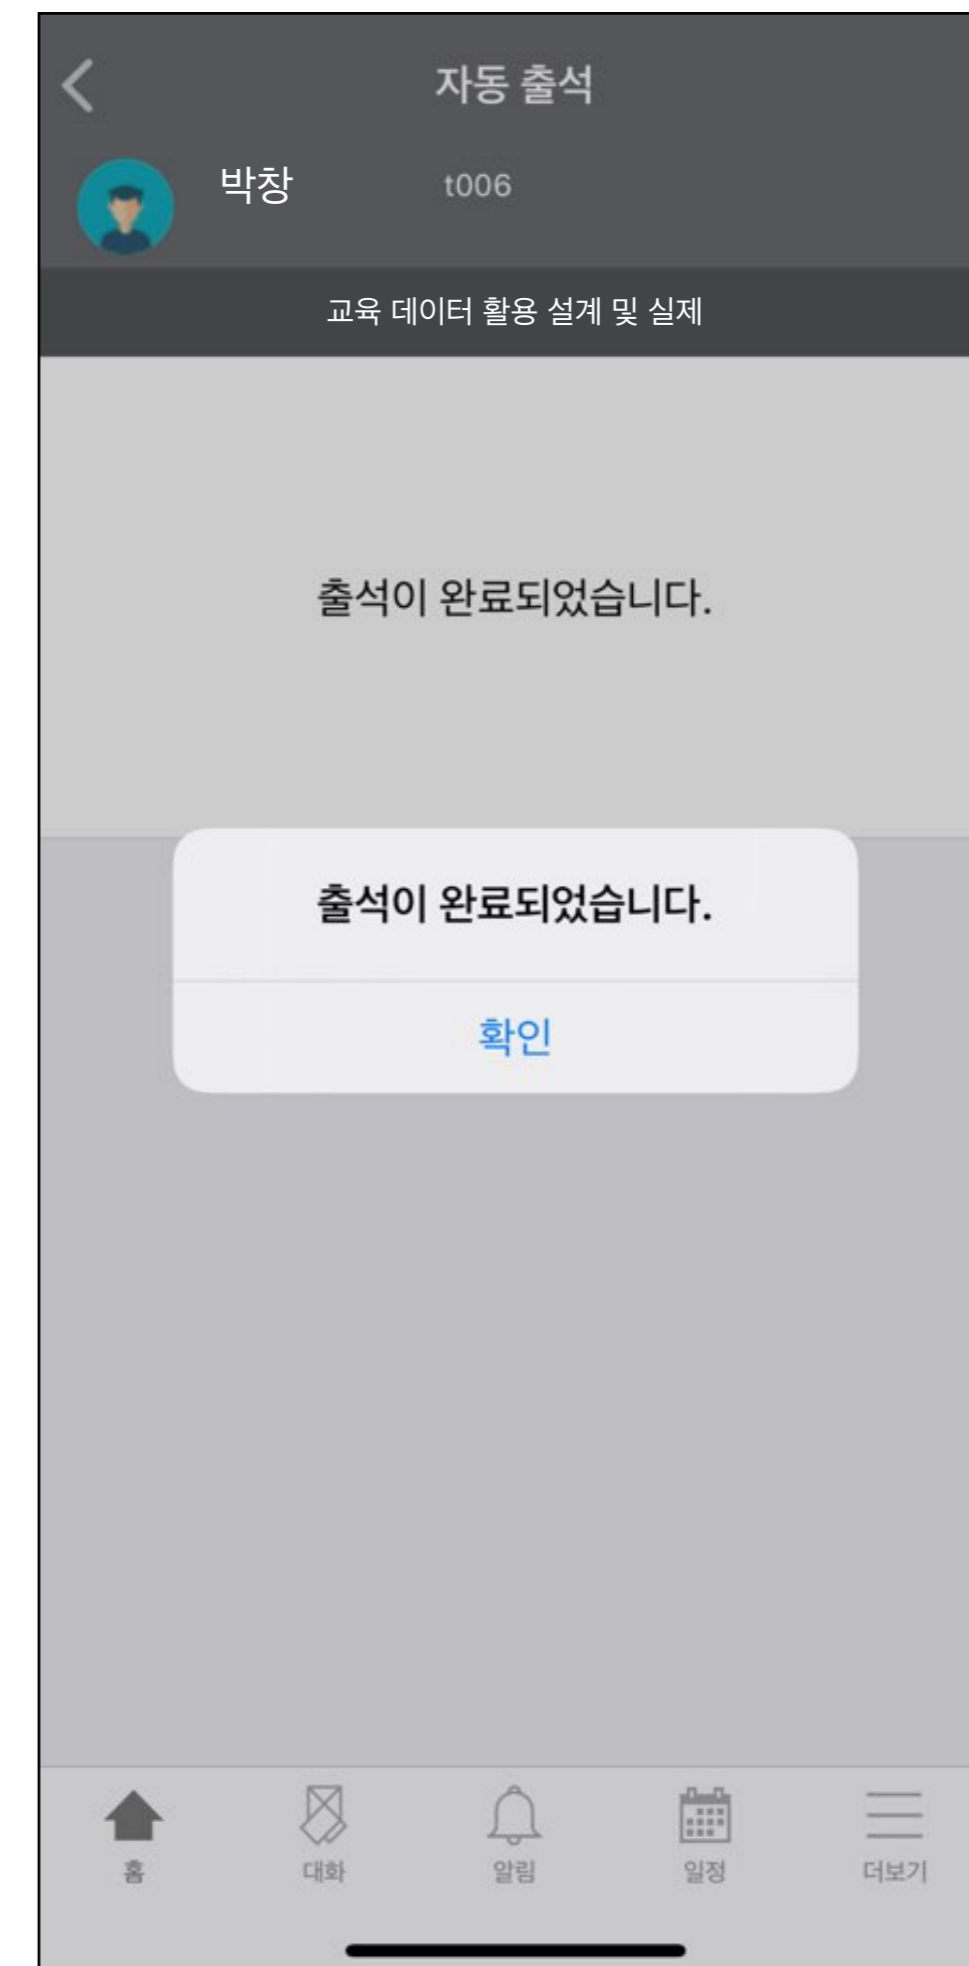 자동 출석
박창 t006
교육 데이터 활용 설계 및 실제
출석이 완료되었습니다.
출석이 완료되었습니다.
확인
홈 대화 알림 일정 더보기